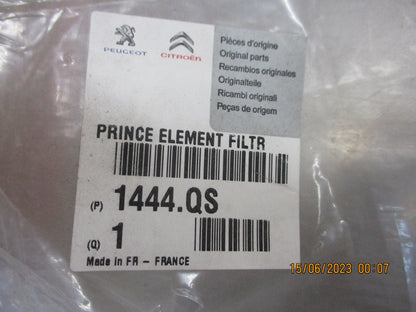 PEUGEOT CITROËN
Pièces d'origine
Original parts
Recambios originales
Originalteile
Ricambi originali
Peças de origem
PRINCE ELEMENT FILTR
(P) 1444.QS
(Q) 1
Made in FR - FRANCE
15/06/2023 00:07